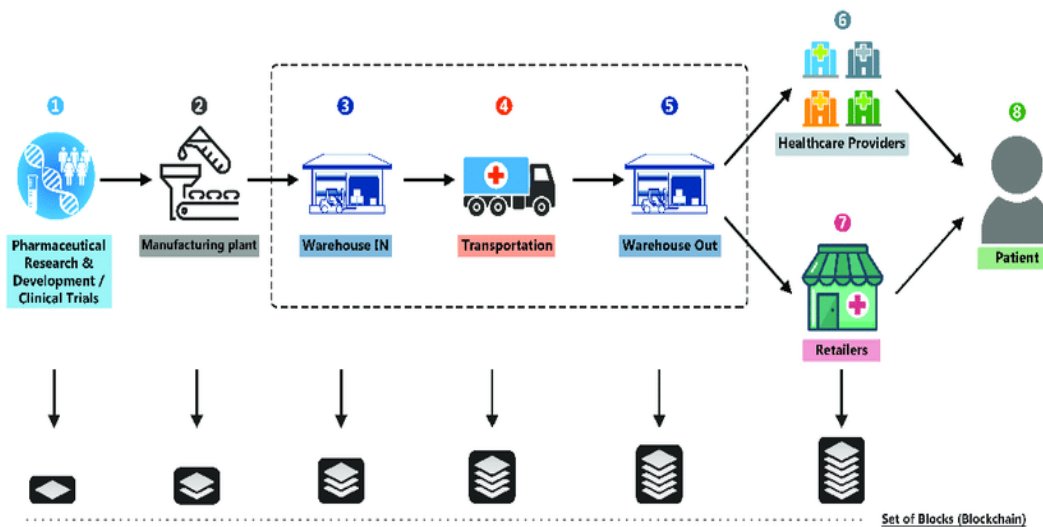 1
2
3
4
5
6
7
8
Pharmaceutical
Research &
Development /
Clinical Trials
Manufacturing plant
Warehouse IN
Transportation
Warehouse Out
Healthcare Providers
Retailers
Patient
Set of Blocks (Blockchain)